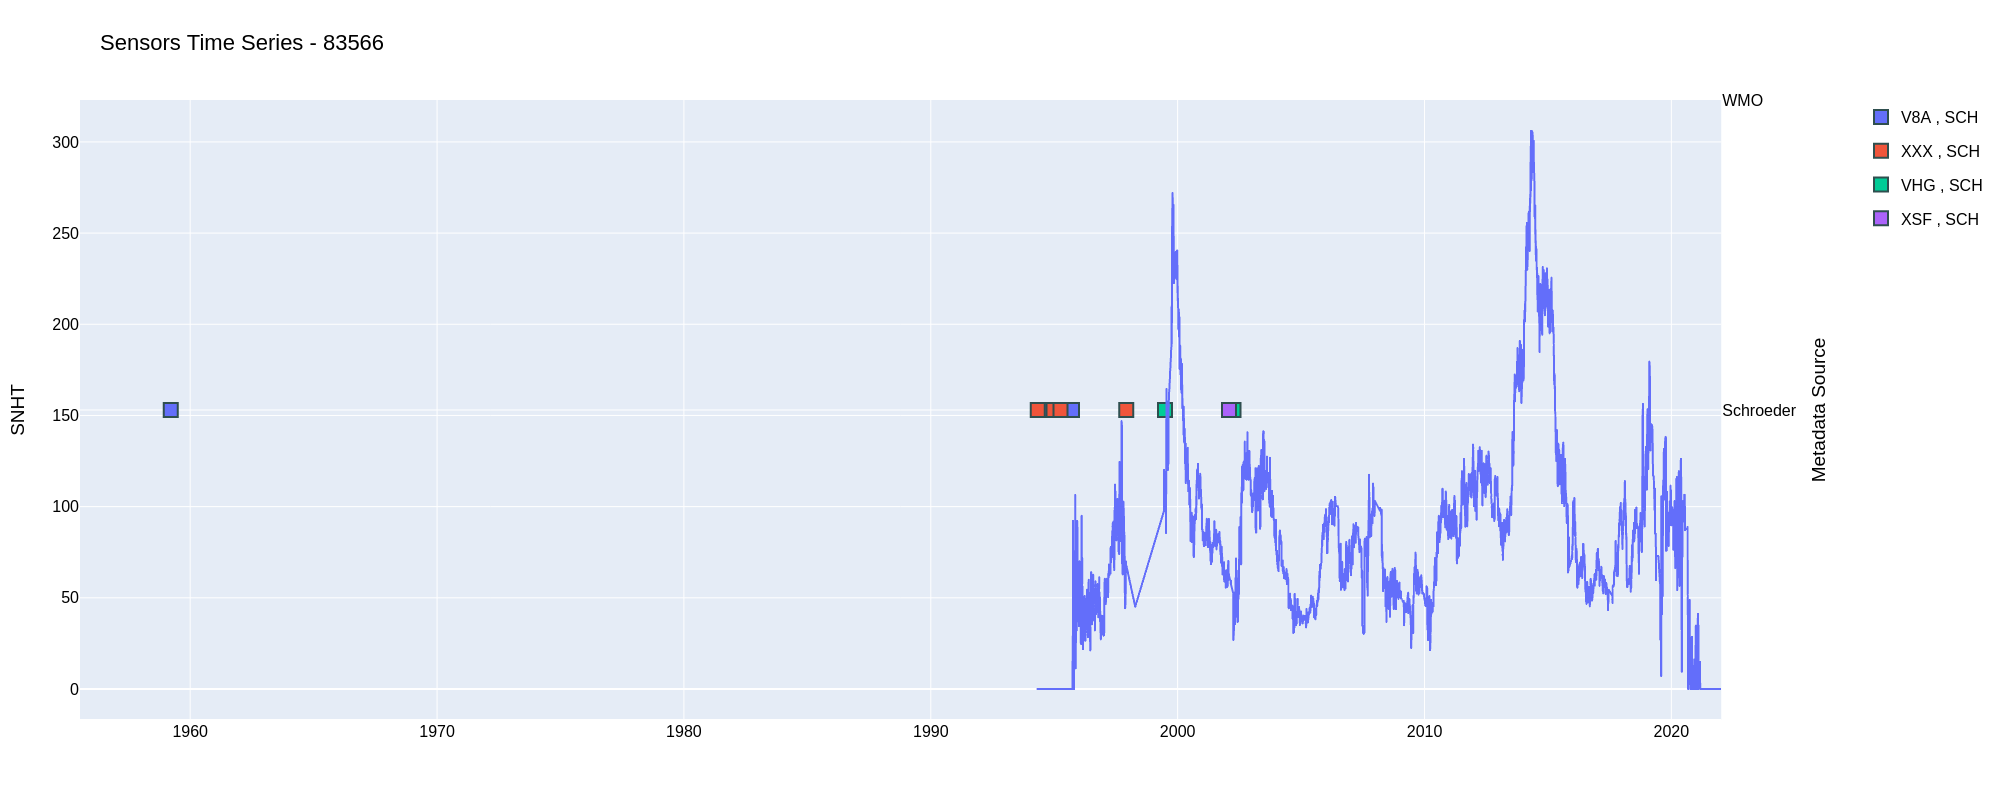 Sensors Time Series - 83566
WMO
V8A , SCH
XXX , SCH
VHG , SCH
XSF , SCH
300
250
200
150
100
50
0
SNHT
Schroeder
Metadata Source
1960
1970
1980
1990
2000
2010
2020